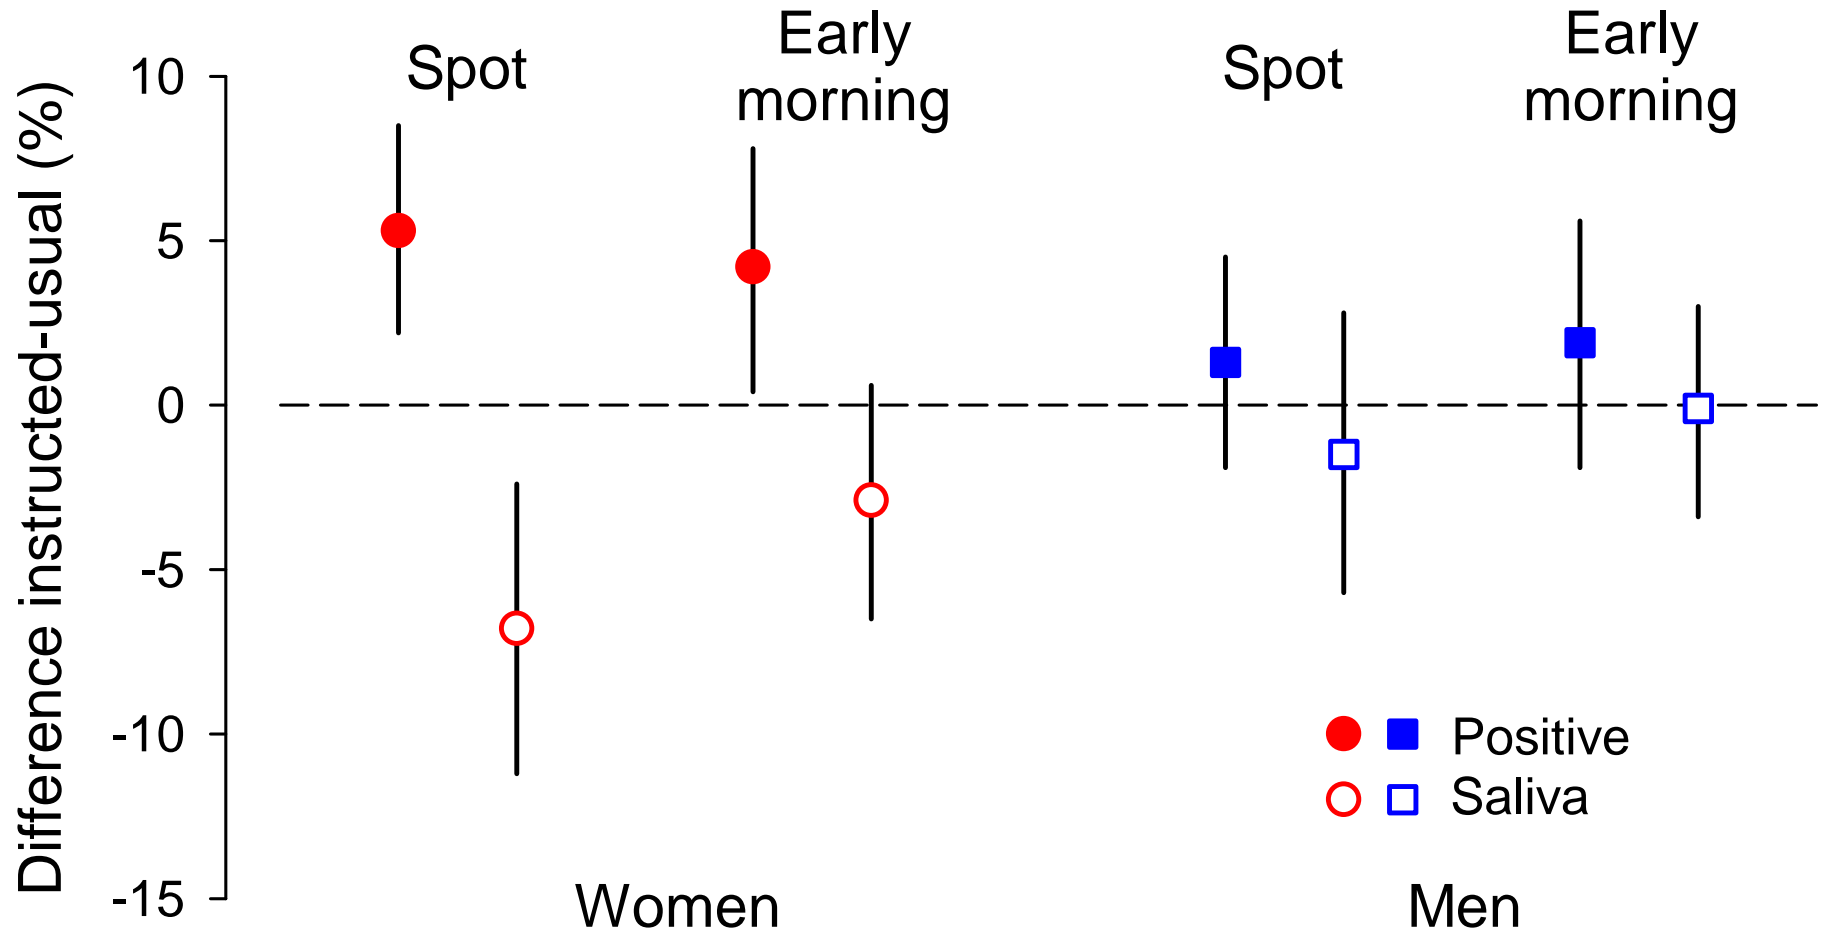 Difference instructed-usual (%)
10
5
0
-5
-10
-15
Spot
Early
morning
Spot
Early
morning
Positive
Saliva
Women
Men